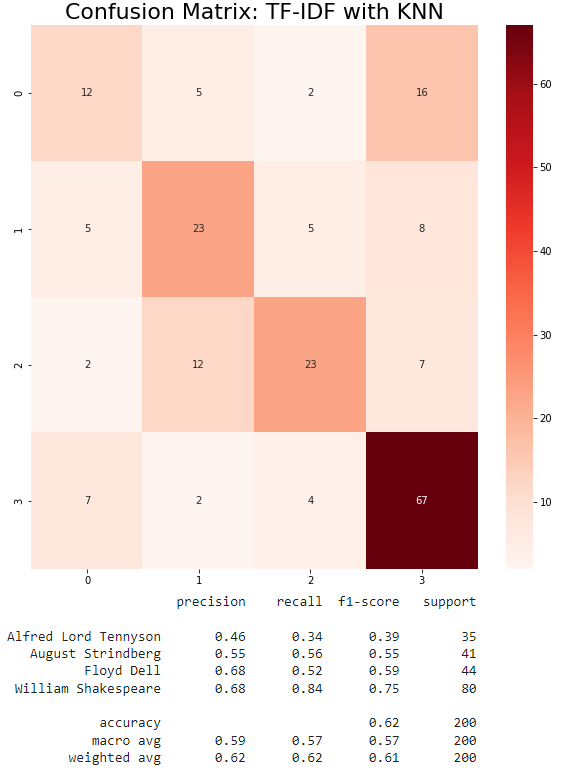 Confusion Matrix: TF-IDF with KNN
0 12 5 2 16
60
50
1 5 23 5 8
40
30
2 2 12 23 7
20
3 7 2 4 67
10
0 1 2 3
precision recall f1-score support
Alfred Lord Tennyson 0.46 0.34 0.39 35
August Strindberg 0.55 0.56 0.55 41
Floyd Dell 0.68 0.52 0.59 44
William Shakespeare 0.68 0.84 0.75 80
accuracy 0.62 200
macro avg 0.59 0.57 0.57 200
weighted avg 0.62 0.62 0.61 200